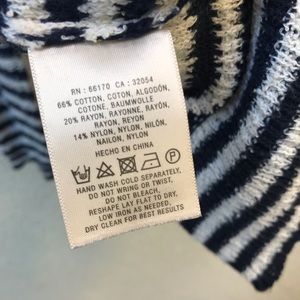 RN : 66170 CA : 32054
66% COTTON, COTON, ALGODÓN,
COTONE, BAUMWOLLE
20% RAYON, RAYONNE, RAYÓN,
RAYON, REYON
14% NYLON, NYLON, NILÓN,
NAILON, NYLON
HECHO EN CHINA
P
HAND WASH COLD SEPARATELY.
DO NOT WRING OR TWIST.
DO NOT BLEACH.
RESHAPE LAY FLAT TO DRY.
LOW IRON AS NEEDED.
DRY CLEAN FOR BEST RESULTS